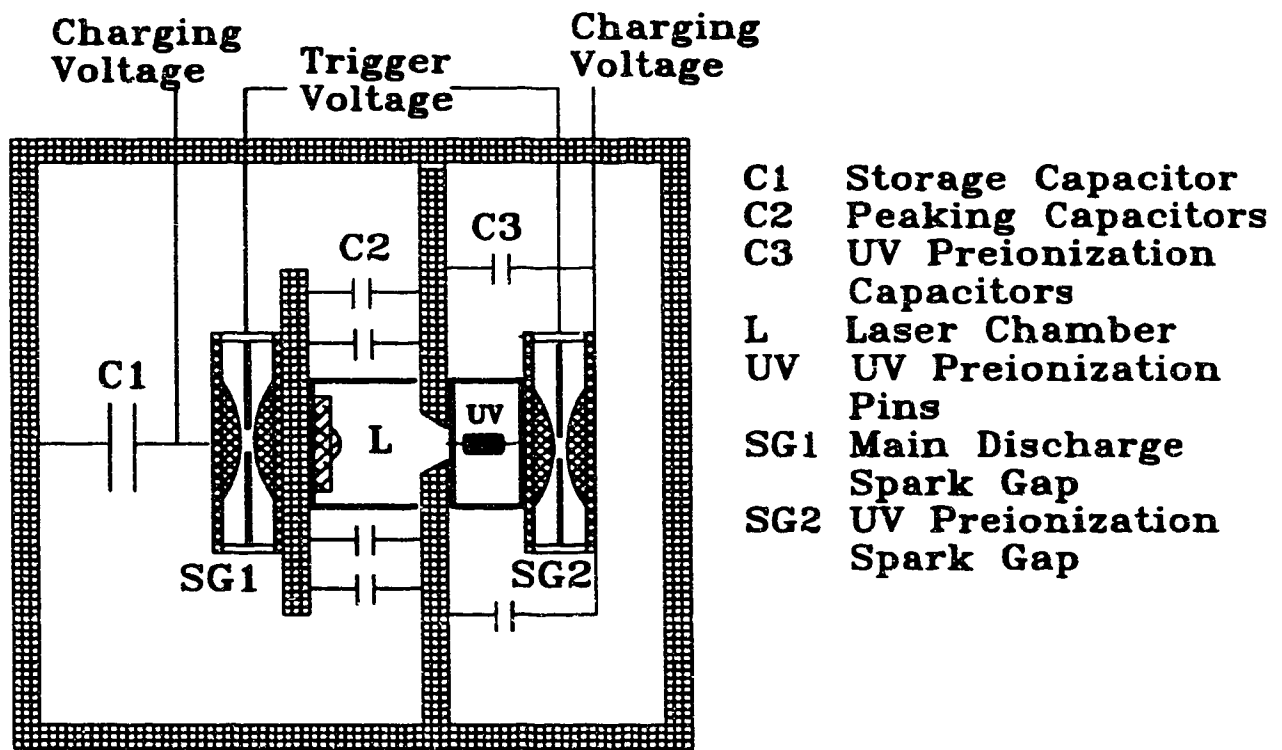 Charging
Voltage
Trigger
Voltage
Charging
Voltage
C1
C2
C3
L
UV
SG1
SG2
C1 Storage Capacitor
C2 Peaking Capacitors
C3 UV Preionization
Capacitors
L Laser Chamber
UV UV Preionization
Pins
SG1 Main Discharge
Spark Gap
SG2 UV Preionization
Spark Gap